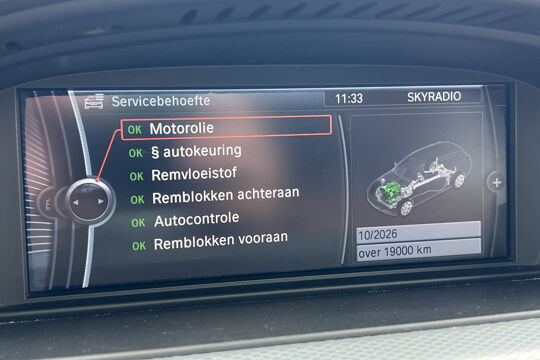 Servicebehoefte 11:33 SKYRADIO
OK Motorolie
OK § autokeuring
OK Remvloeistof
OK Remblokken achteraan
OK Autocontrole
OK Remblokken vooraan
10/2026
over 19000 km